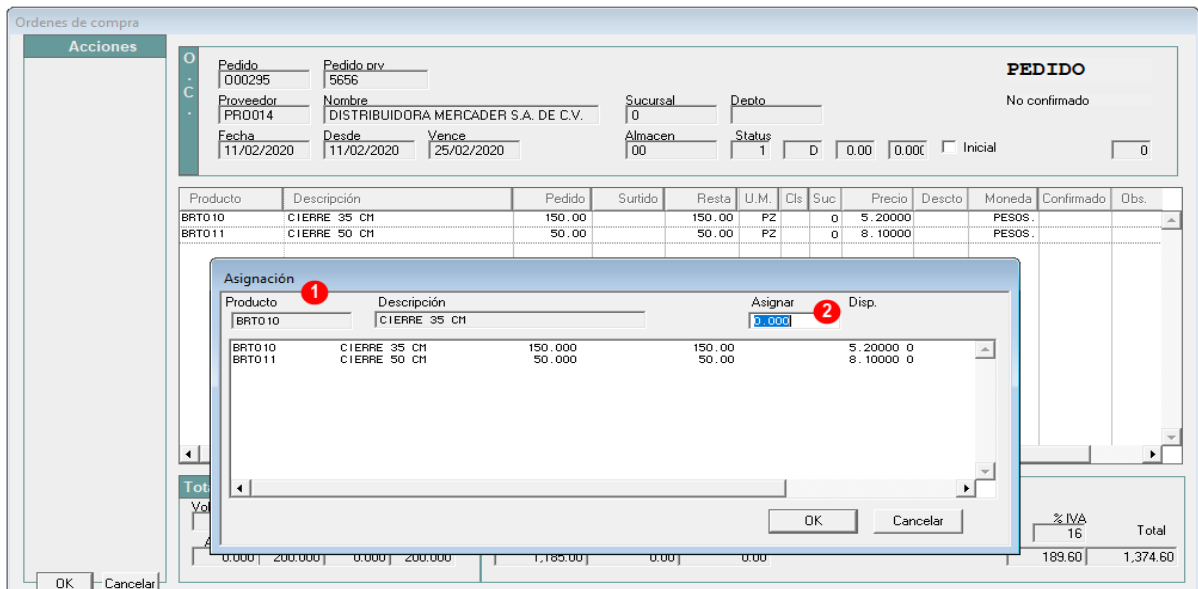 Ordenes de compra
Acciones
O.C.
Pedido Pedido prv
000295 5656
PEDIDO
Proveedor Nombre Sucursal Depto
PRO014 DISTRIBUIDORA MERCADER S.A. DE C.V. 0
No confirmado
Fecha Desde Vence Almacen Status
11/02/2020 11/02/2020 25/02/2020 00 1 D 0.00 0.00 Inicial 0
Producto Descripción Pedido Surtido Resta U.M. Cls Suc Precio Descto Moneda Confirmado Obs.
BRT010 CIERRE 35 CM 150.00 150.00 PZ 0 5.20000 PESOS.
BRT011 CIERRE 50 CM 50.00 50.00 PZ 0 8.10000 PESOS.
Asignación
Producto 1 Descripción Asignar 2 Disp.
BRT010 CIERRE 35 CM 0.000
BRT010 CIERRE 35 CM 150.000 150.00 5.20000 0
BRT011 CIERRE 50 CM 50.000 50.00 8.10000 0
OK Cancelar
% IVA
16 Total
0.000 200.000 0.000 200.000 1,185.00 0.00 0.00 189.60 1,374.60
OK Cancelar